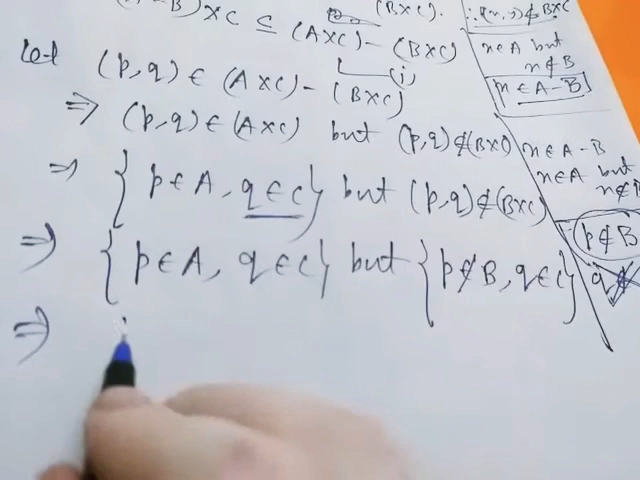 -B)×C ⊆ (A×C)-(B×C)
(B×C).
Let (p,q) ∈ (A×C) - (B×C)
(i)
⇒ (p,q) ∈ (A×C) but (p,q)∉(B×C)
⇒ {p∈A, q∈C} but (p,q)∉(B×C)
⇒ {p∈A, q∈C} but {p∉B, q∈C}
⇒
∉ B×C
x∈A but
x∉B
x∈A-B
x∈A-B
x∈A but
x∉B
p∉B